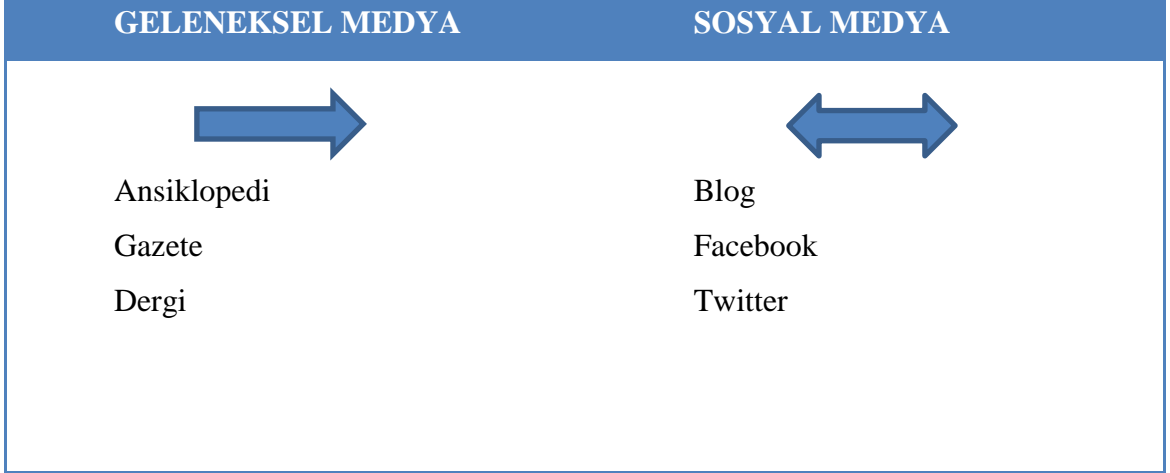 GELENEKSEL MEDYA
SOSYAL MEDYA
Ansiklopedi
Blog
Gazete
Facebook
Dergi
Twitter